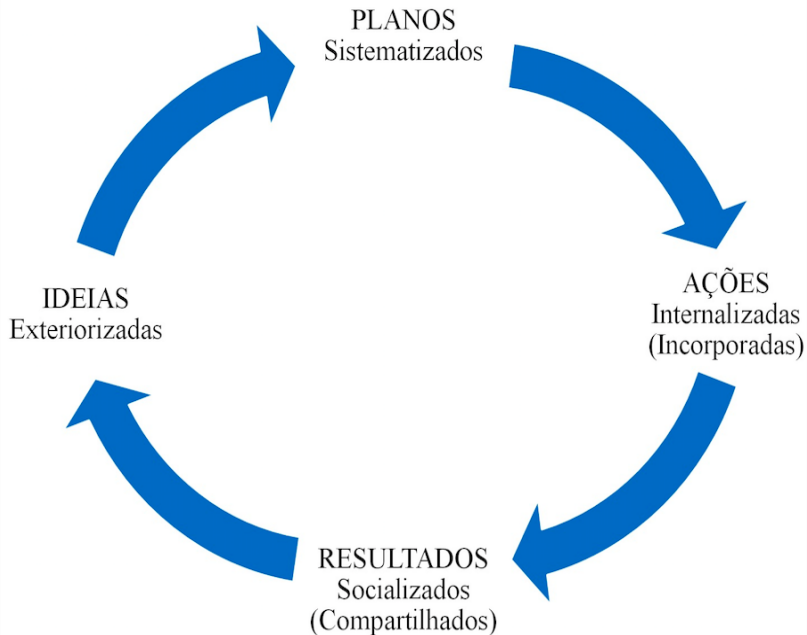 PLANOS
Sistematizados
AÇÕES
Internalizadas
(Incorporadas)
RESULTADOS
Socializados
(Compartilhados)
IDEIAS
Exteriorizadas